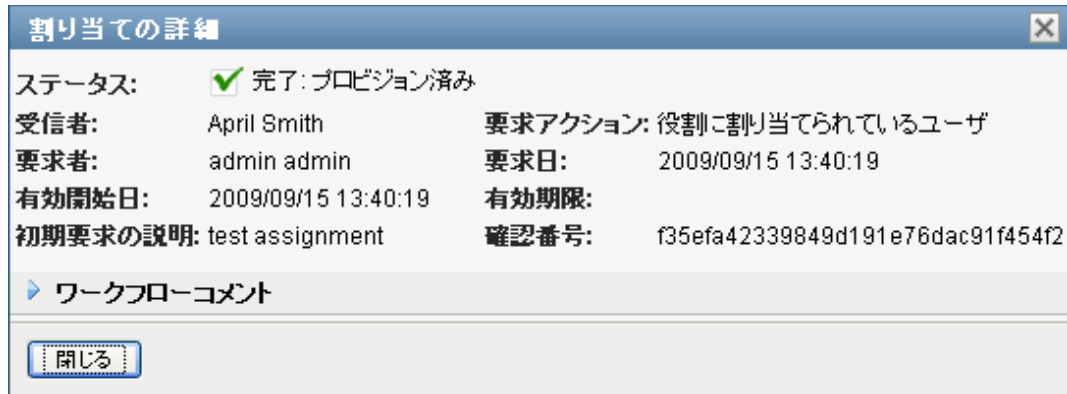 割り当ての詳細
ステータス: 完了: プロビジョン済み
受信者: April Smith 要求アクション: 役割に割り当てられているユーザ
要求者: admin admin 要求日: 2009/09/15 13:40:19
有効開始日: 2009/09/15 13:40:19 有効期限:
初期要求の説明: test assignment 確認番号: f35efa42339849d191e76dac91f454f2
ワークフローコメント
閉じる